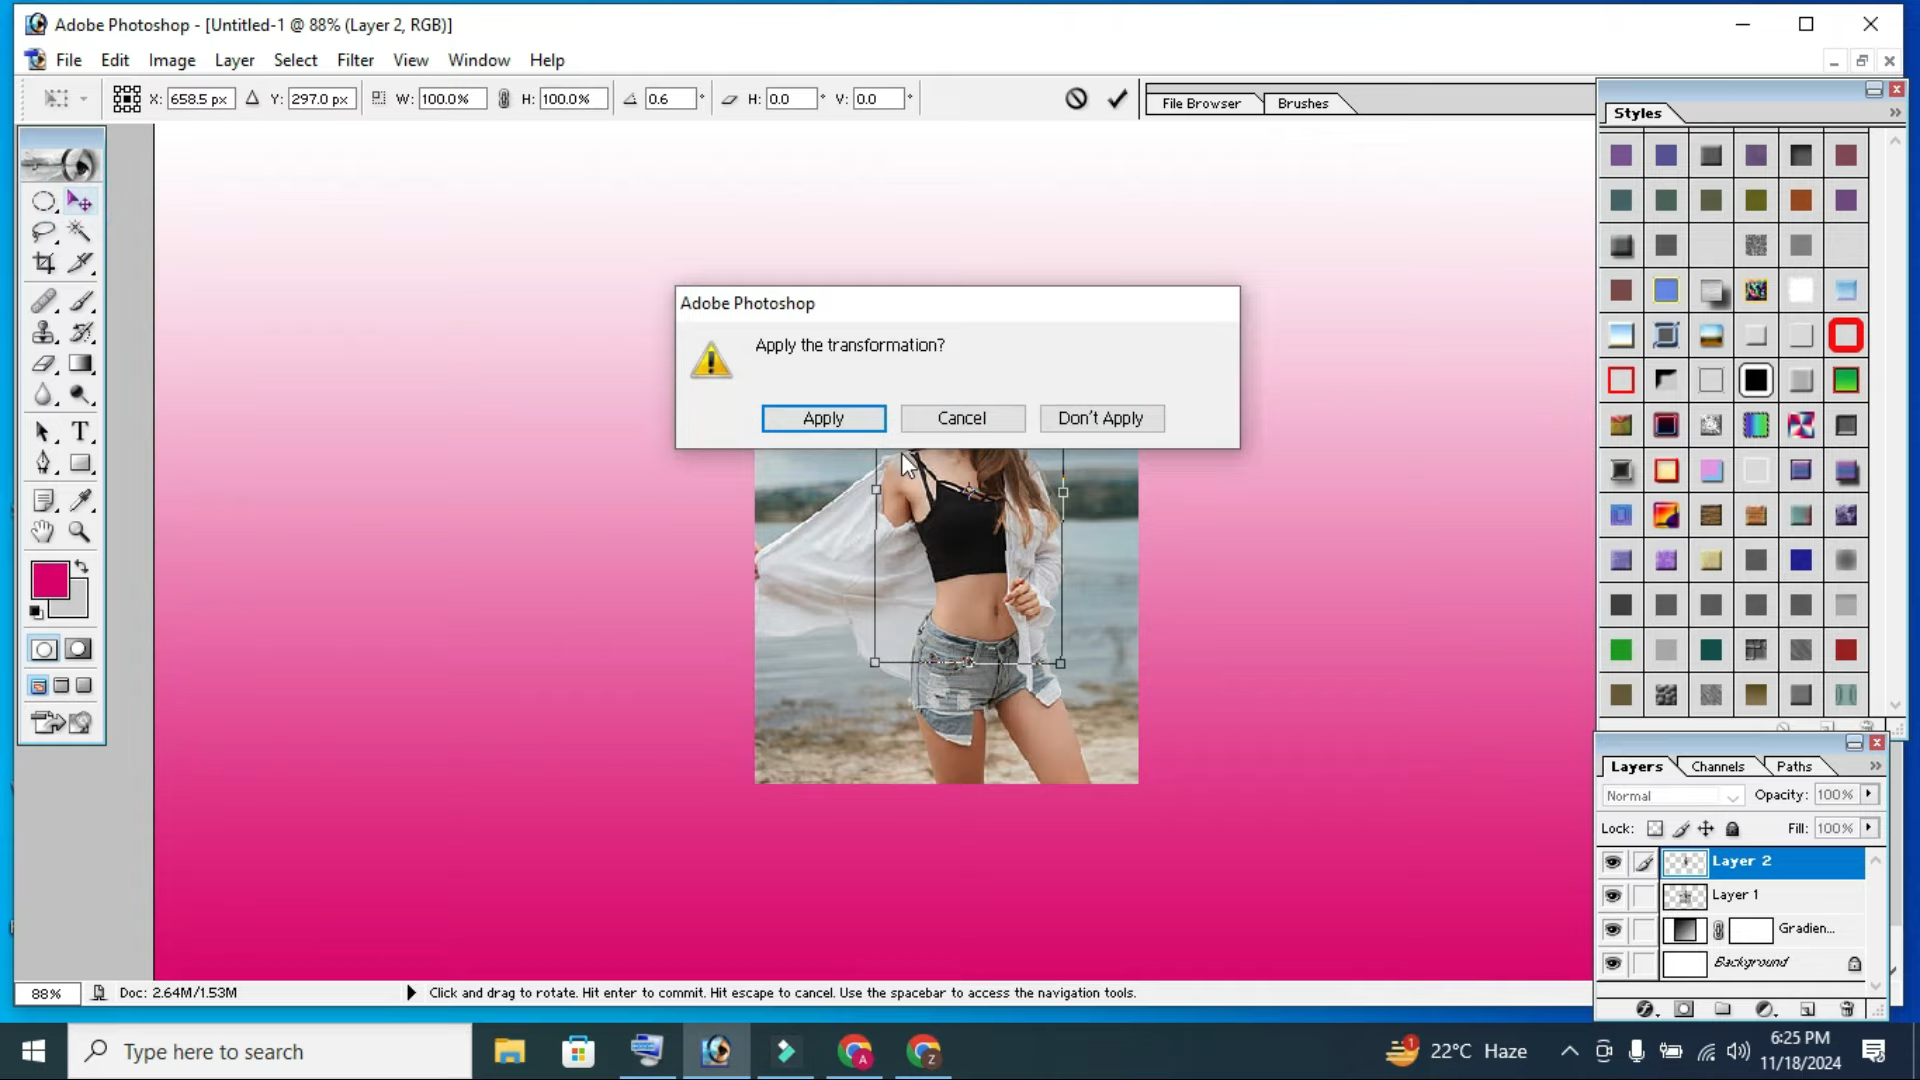 Adobe Photoshop - [Untitled-1 @ 88% (Layer 2, RGB)]
File Edit Image Layer Select Filter View Window Help
X: 658.5 px Y: 297.0 px W: 100.0% H: 100.0% 0.6 ° H: 0.0 ° V: 0.0 °
File Browser Brushes
Styles
Adobe Photoshop
Apply the transformation?
Apply Cancel Don't Apply
Layers Channels Paths
Normal Opacity: 100%
Lock: Fill: 100%
Layer 2
Layer 1
Gradien...
Background
88% Doc: 2.64M/1.53M Click and drag to rotate. Hit enter to commit. Hit escape to cancel. Use the spacebar to access the navigation tools.
Type here to search
A
Z
1
22°C Haze
6:25 PM
11/18/2024